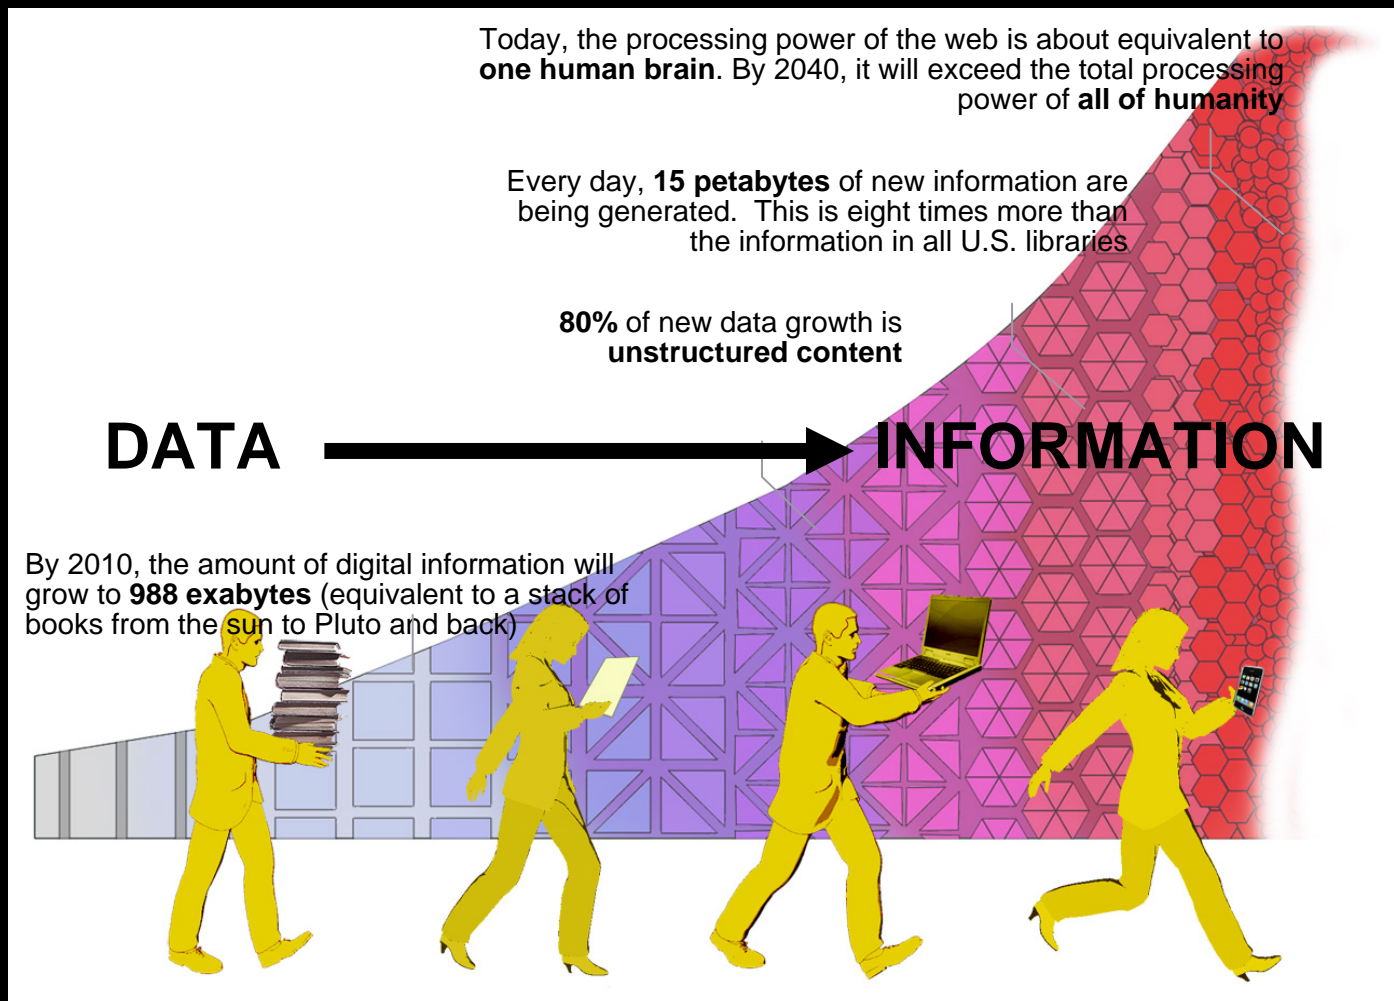 Today, the processing power of the web is about equivalent to
one human brain. By 2040, it will exceed the total processing
power of all of humanity
Every day, 15 petabytes of new information are
being generated.  This is eight times more than
the information in all U.S. libraries
80% of new data growth is
unstructured content
DATA
INFORMATION
By 2010, the amount of digital information will
grow to 988 exabytes (equivalent to a stack of
books from the sun to Pluto and back)